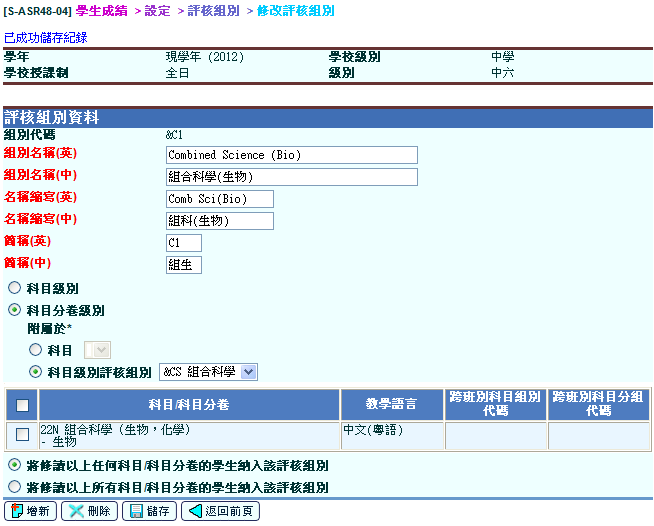 [S-ASR48-04] 學生成績 > 設定 > 評核組別 > 修改評核組別
已成功儲存紀錄
學年 現學年 (2012) 學校級別 中學
學校授課制 全日 級別 中六
評核組別資料
組別代碼 &C1
組別名稱(英) Combined Science (Bio)
組別名稱(中) 組合科學(生物)
名稱縮寫(英) Comb Sci(Bio)
名稱縮寫(中) 組科(生物)
簡稱(英) C1
簡稱(中) 組生
科目級別
科目分卷級別
附屬於*
科目
科目級別評核組別 &CS 組合科學
科目/科目分卷 教學語言 跨班別科目組別代碼 跨班別科目分組代碼
22N 組合科學 (生物，化學) 中文(粵語)
- 生物
將修讀以上任何科目/科目分卷的學生納入該評核組別
將修讀以上所有科目/科目分卷的學生納入該評核組別
新增 刪除 儲存 返回前頁